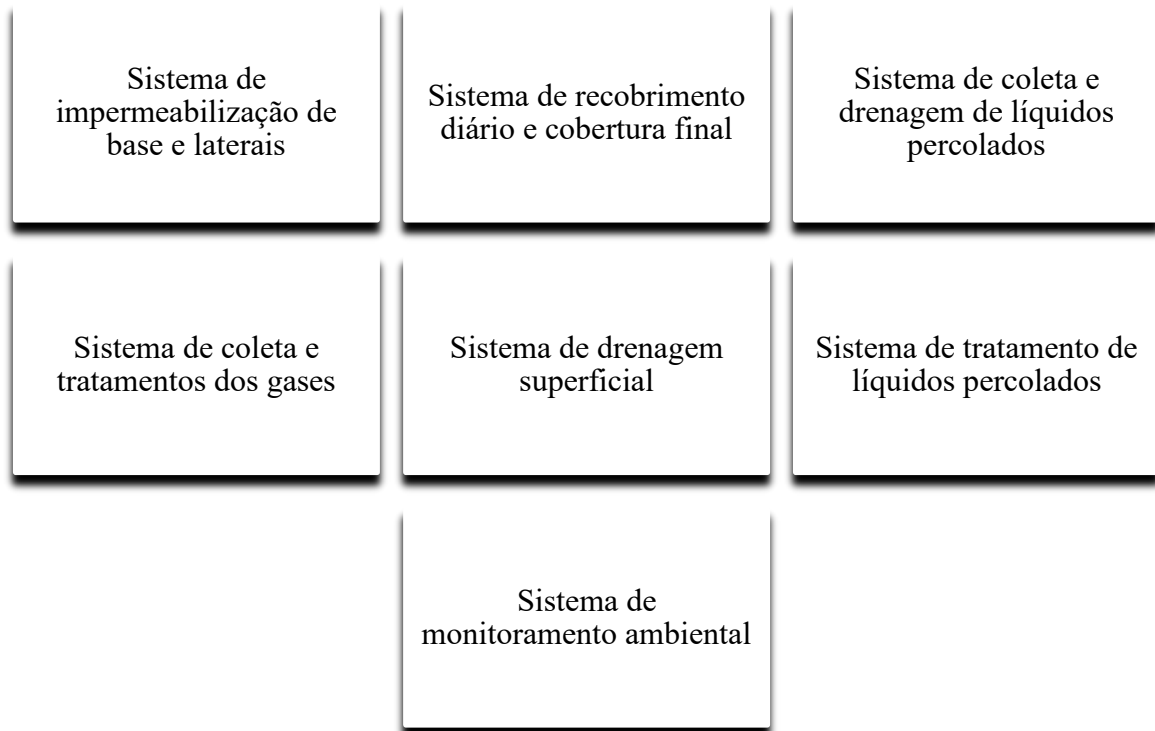 Sistema de
impermeabilização de
base e laterais
Sistema de recobrimento
diário e cobertura final
Sistema de coleta e
drenagem de líquidos
percolados
Sistema de coleta e
tratamentos dos gases
Sistema de drenagem
superficial
Sistema de tratamento de
líquidos percolados
Sistema de
monitoramento ambiental